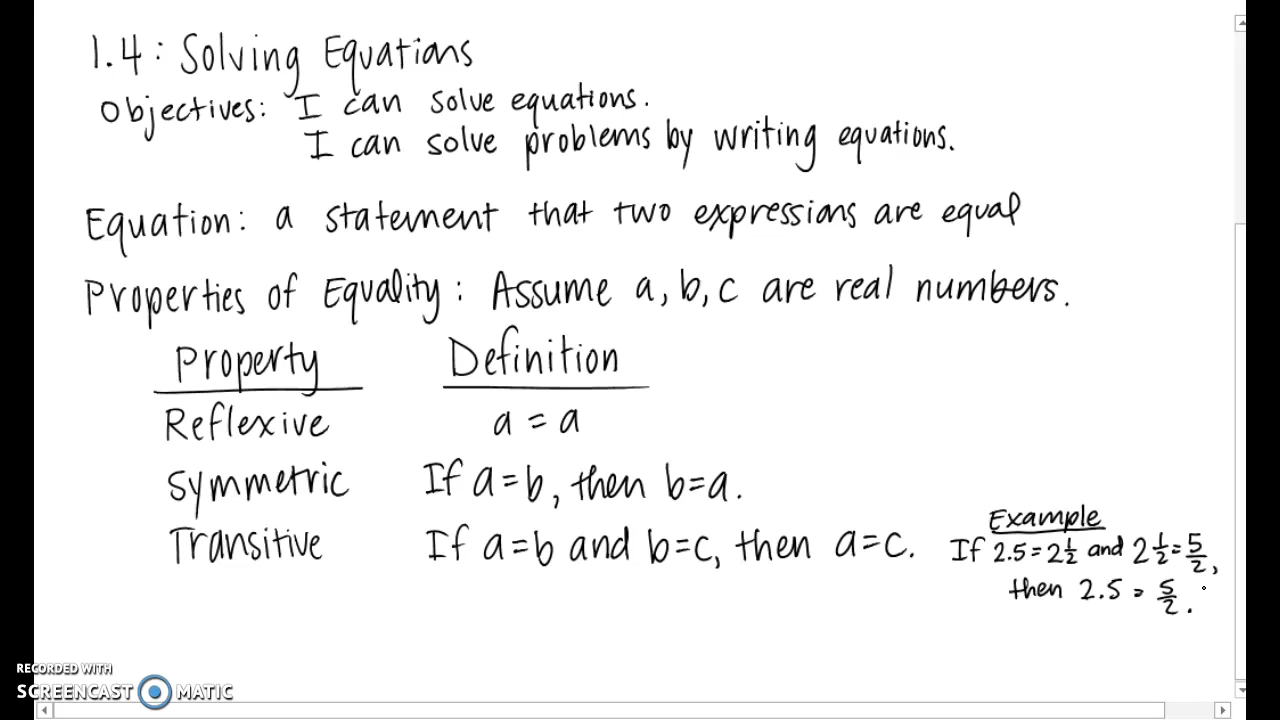 1.4: Solving Equations
Objectives: I can solve equations.
I can solve problems by writing equations.
Equation: a statement that two expressions are equal
Properties of Equality: Assume a, b, c are real numbers.
Property Definition
Reflexive a = a
Symmetric If a=b, then b=a.
Transitive If a=b and b=c, then a=c.
Example
If 2.5=2½ and 2½=5/2,
then 2.5 = 5/2.
RECORDED WITH
SCREENCAST MATIC